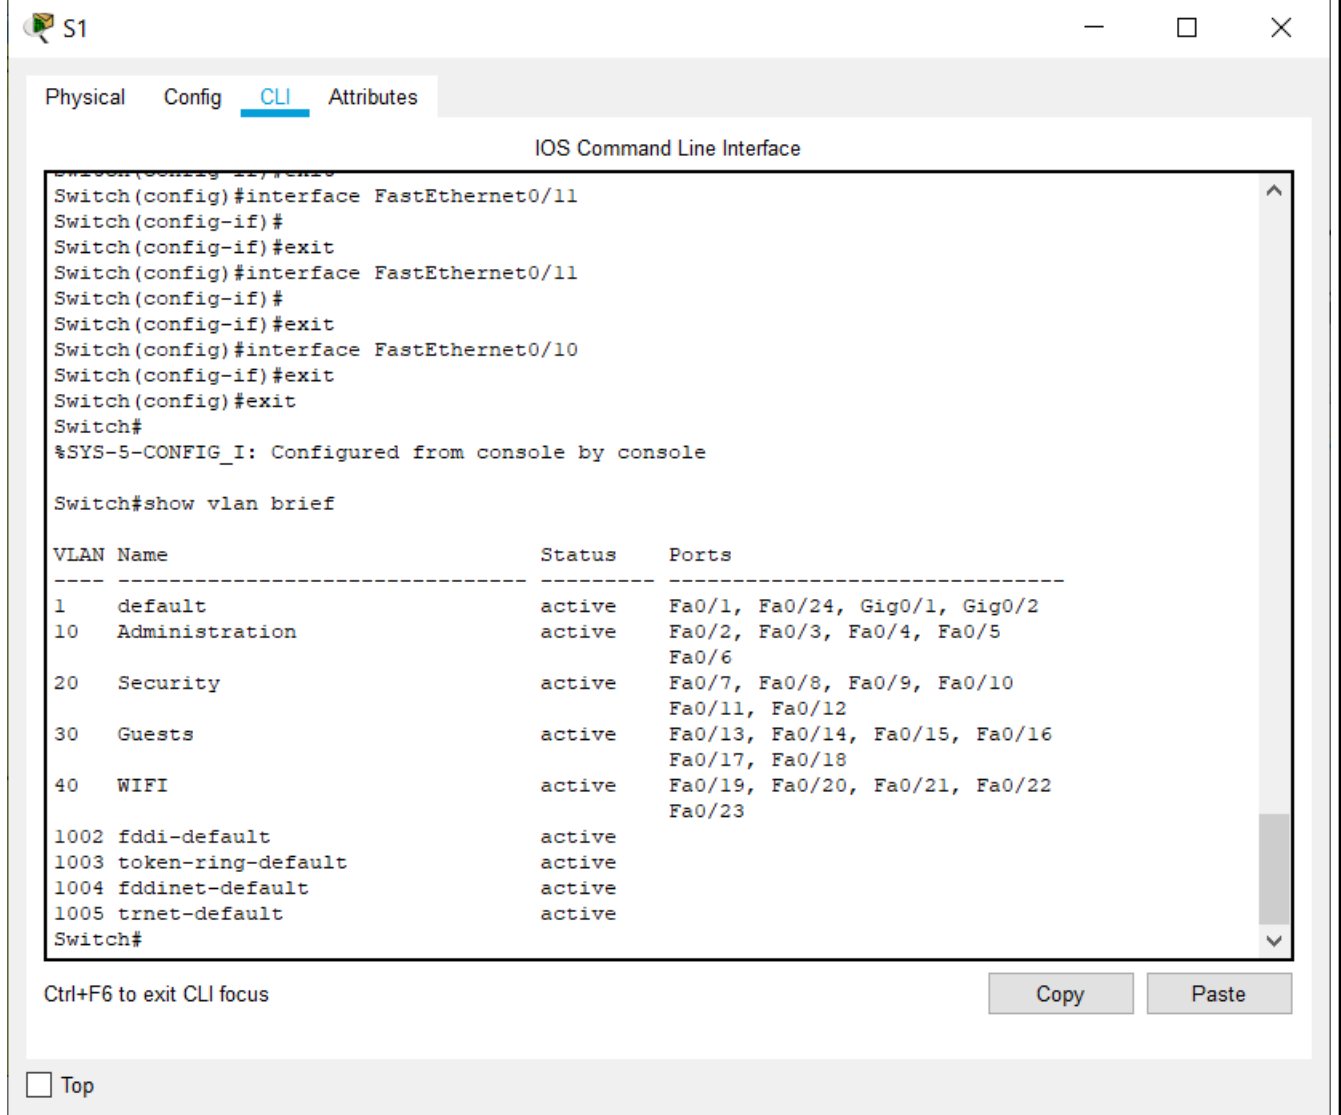 S1
Physical Config CLI Attributes
IOS Command Line Interface
Switch(config-if)#exit
Switch(config)#interface FastEthernet0/11
Switch(config-if)#
Switch(config-if)#exit
Switch(config)#interface FastEthernet0/11
Switch(config-if)#
Switch(config-if)#exit
Switch(config)#interface FastEthernet0/10
Switch(config-if)#exit
Switch(config)#exit
Switch#
%SYS-5-CONFIG_I: Configured from console by console
Switch#show vlan brief
VLAN Name Status Ports
---- -------------------------------- --------- -------------------------------
1 default active Fa0/1, Fa0/24, Gig0/1, Gig0/2
10 Administration active Fa0/2, Fa0/3, Fa0/4, Fa0/5
Fa0/6
20 Security active Fa0/7, Fa0/8, Fa0/9, Fa0/10
Fa0/11, Fa0/12
30 Guests active Fa0/13, Fa0/14, Fa0/15, Fa0/16
Fa0/17, Fa0/18
40 WIFI active Fa0/19, Fa0/20, Fa0/21, Fa0/22
Fa0/23
1002 fddi-default active
1003 token-ring-default active
1004 fddinet-default active
1005 trnet-default active
Switch#
Ctrl+F6 to exit CLI focus
Copy Paste
Top